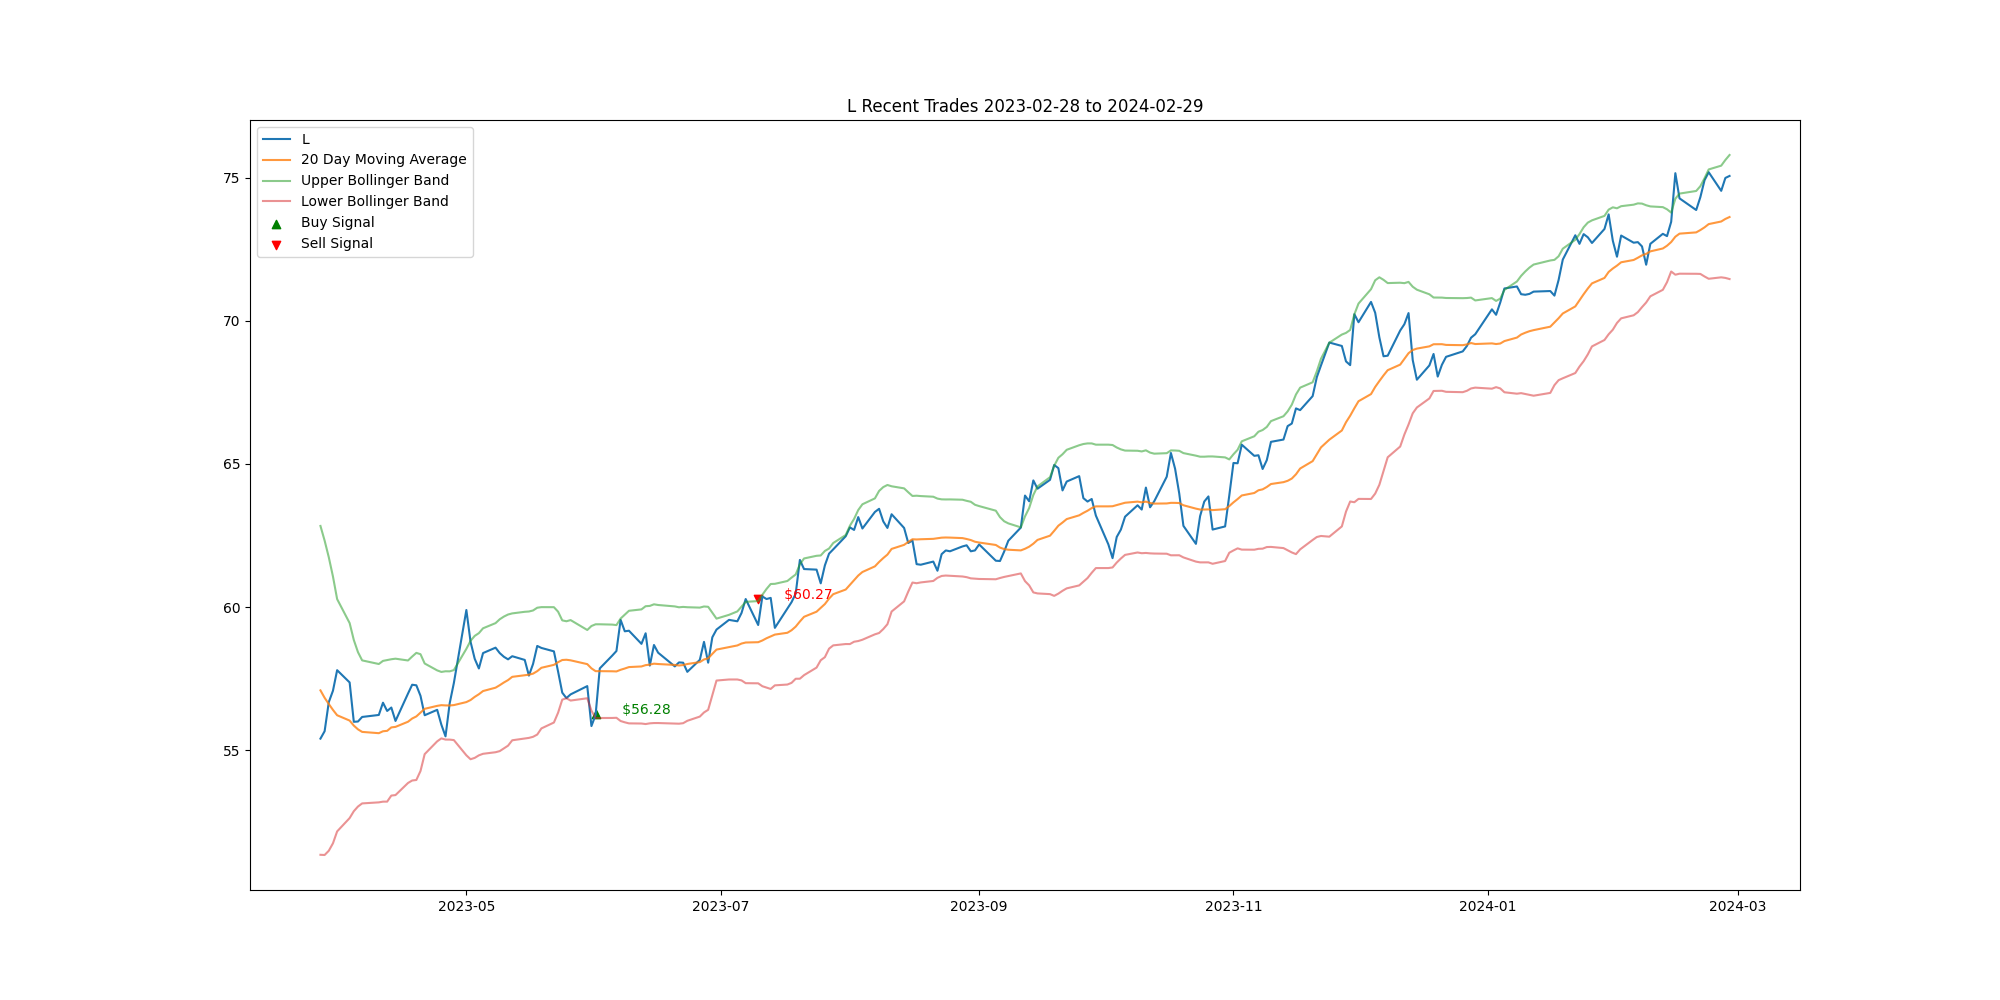 L Recent Trades 2023-02-28 to 2024-02-29
L
20 Day Moving Average
Upper Bollinger Band
Lower Bollinger Band
Buy Signal
Sell Signal
75
70
65
60
55
$60.27
$56.28
2023-05
2023-07
2023-09
2023-11
2024-01
2024-03